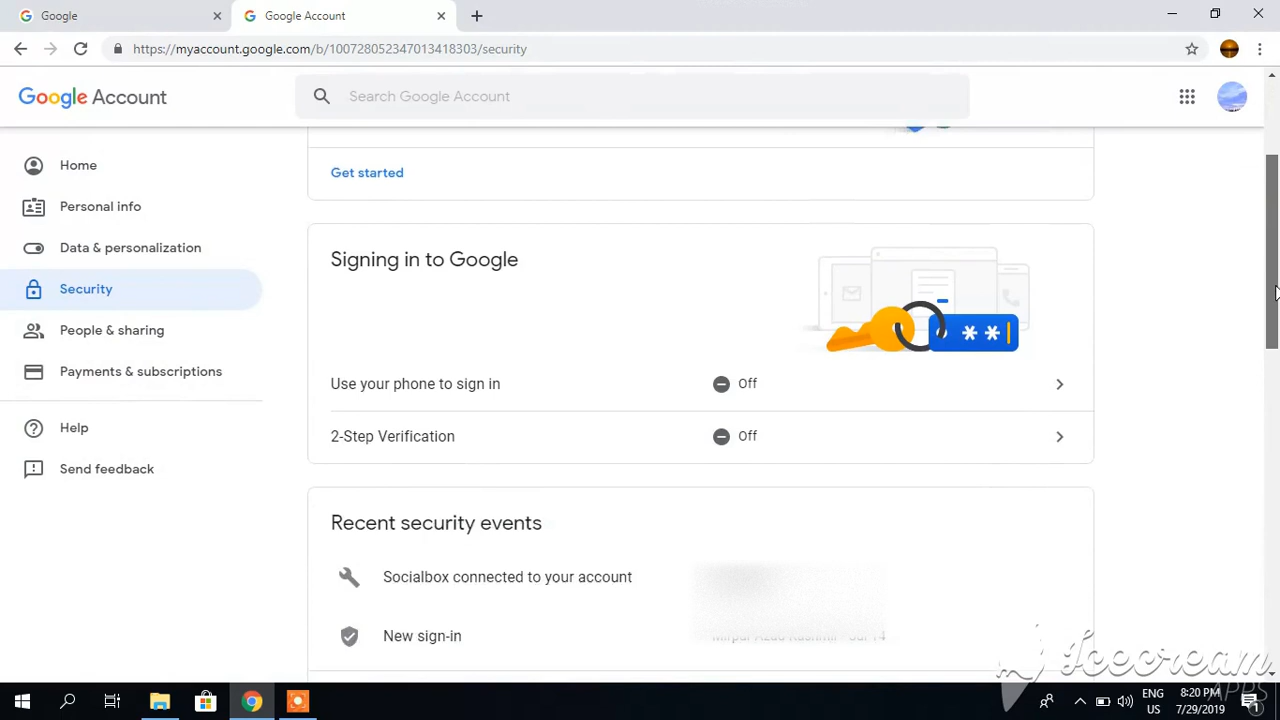 Google
Google Account
https://myaccount.google.com/b/100728052347013418303/security
Google Account
Search Google Account
Home
Personal info
Data & personalization
Security
People & sharing
Payments & subscriptions
Help
Send feedback
Get started
Signing in to Google
* *
Use your phone to sign in
Off
2-Step Verification
Off
Recent security events
Socialbox connected to your account
New sign-in
Icecream
APPS
ENG
US
8:20 PM
7/29/2019
1